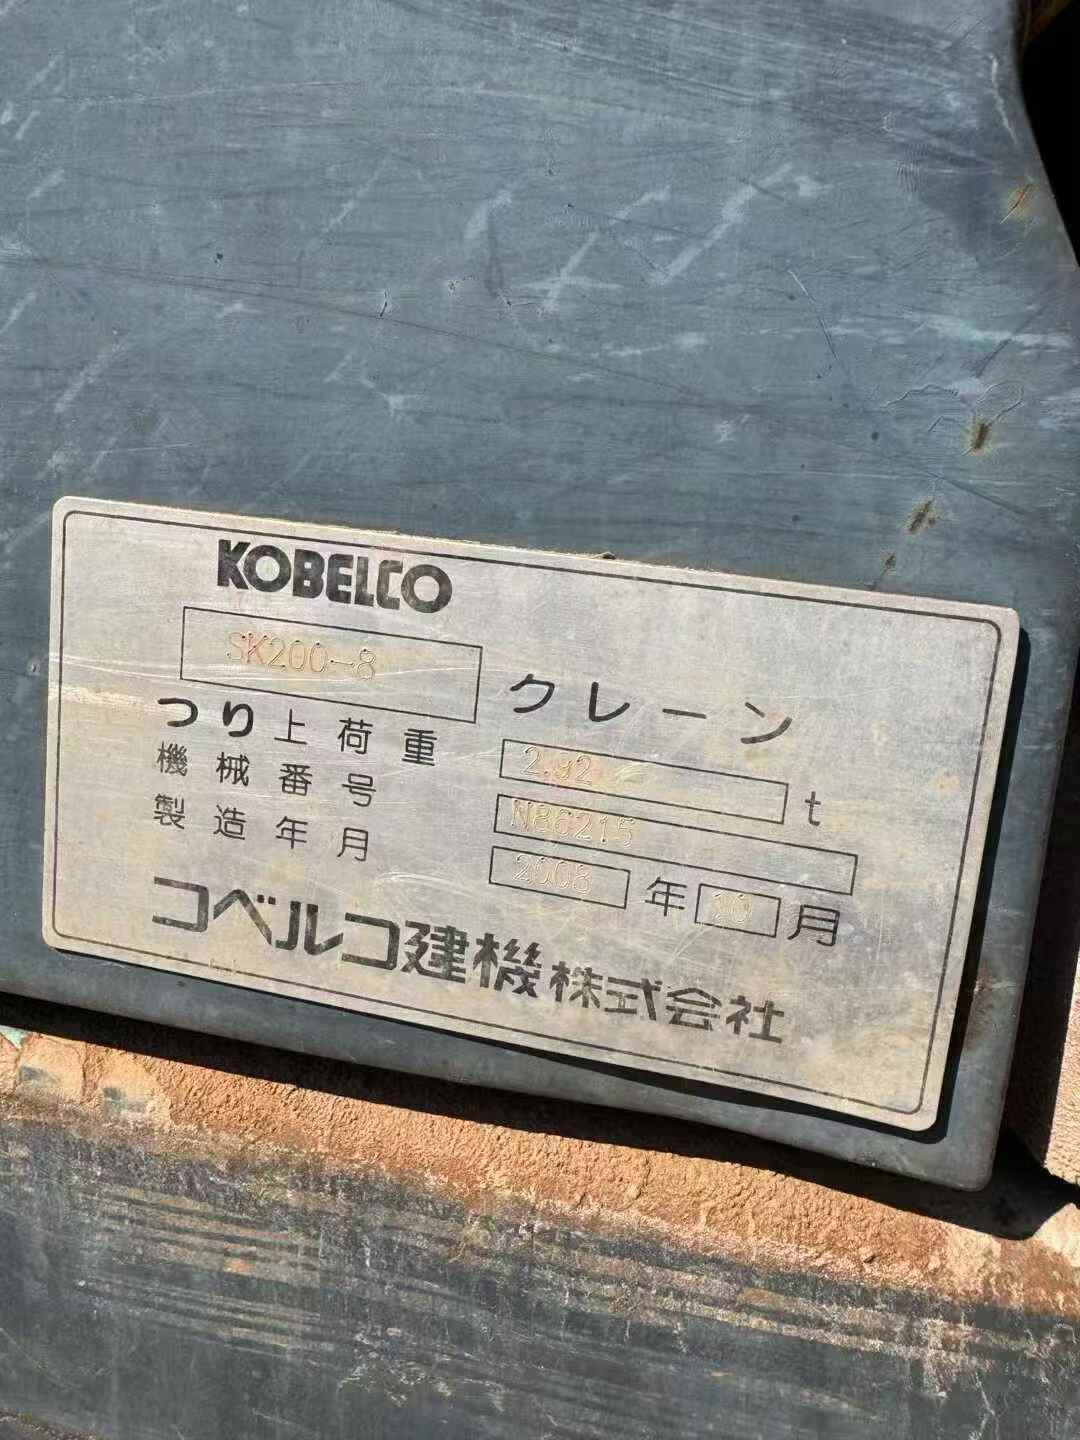 KOBELCO
SK200-8 クレーン
つり上荷重 2.92 t
機械番号 N86215
製造年月 2008 年 10 月
コベルコ建機株式会社